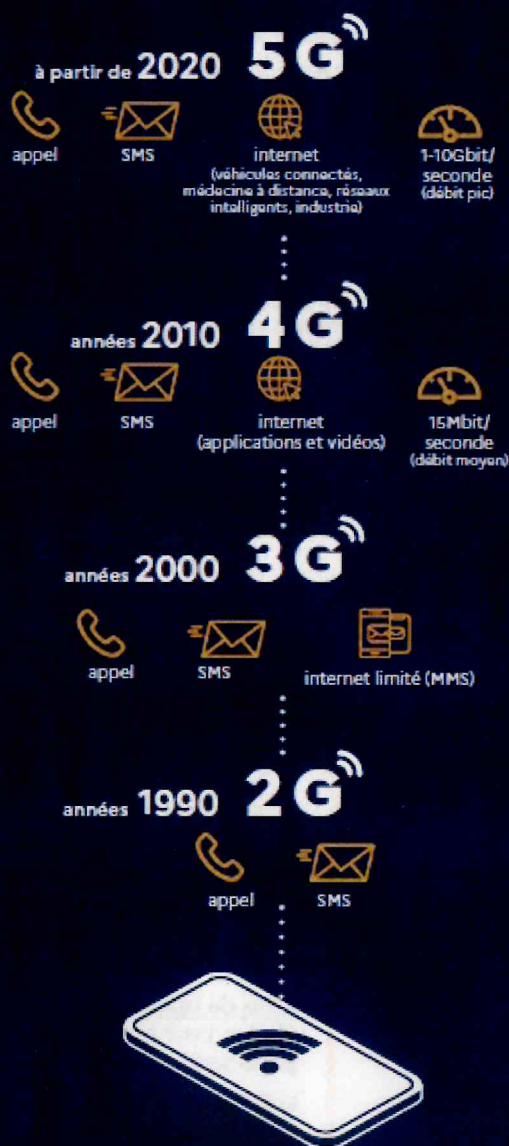 à partir de 2020 5G
appel
SMS
internet
(véhicules connectés,
médecine à distance, réseaux
intelligents, industrie)
1-10Gbit/
seconde
(débit pic)
années 2010 4G
appel
SMS
internet
(applications et vidéos)
15Mbit/
seconde
(débit moyen)
années 2000 3G
appel
SMS
internet limité (MMS)
années 1990 2G
appel
SMS